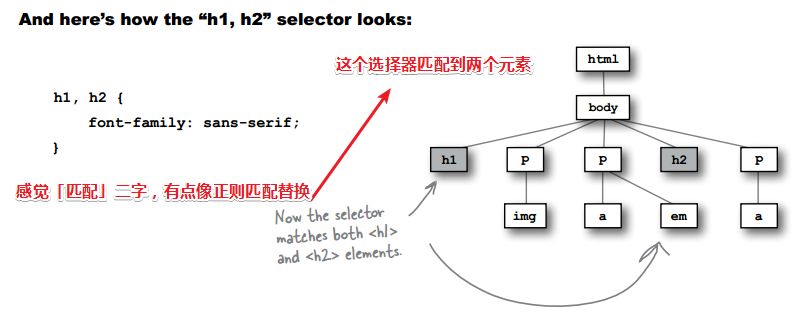 And here's how the “h1, h2” selector looks:
这个选择器匹配到两个元素
html
h1, h2 {
body
font-family: sans-serif;
}
h1 p p h2 p
感觉「匹配」二字，有点像正则匹配替换
img a em a
Now the selector
matches both <h1>
and <h2> elements.